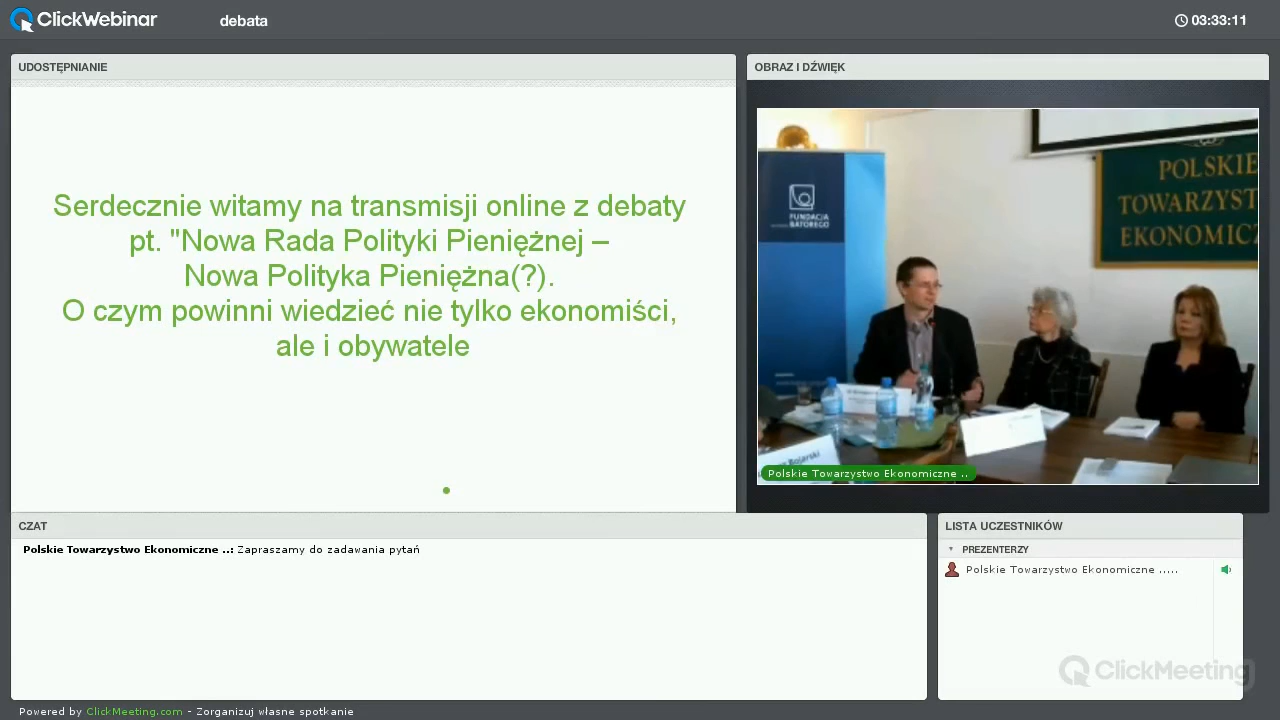 ClickWebinar
debata
03:33:11
UDOSTĘPNIANIE
Serdecznie witamy na transmisji online z debaty
pt. "Nowa Rada Polityki Pieniężnej –
Nowa Polityka Pieniężna(?).
O czym powinni wiedzieć nie tylko ekonomiści,
ale i obywatele
OBRAZ I DŹWIĘK
FUNDACJA
BATOREGO
POLSKIE
TOWARZYST
EKONOMICZ
Bojarski
Polskie Towarzystwo Ekonomiczne ..
CZAT
Polskie Towarzystwo Ekonomiczne ..: Zapraszamy do zadawania pytań
LISTA UCZESTNIKÓW
PREZENTERZY
Polskie Towarzystwo Ekonomiczne .....
ClickMeeting
Powered by ClickMeeting.com - Zorganizuj własne spotkanie